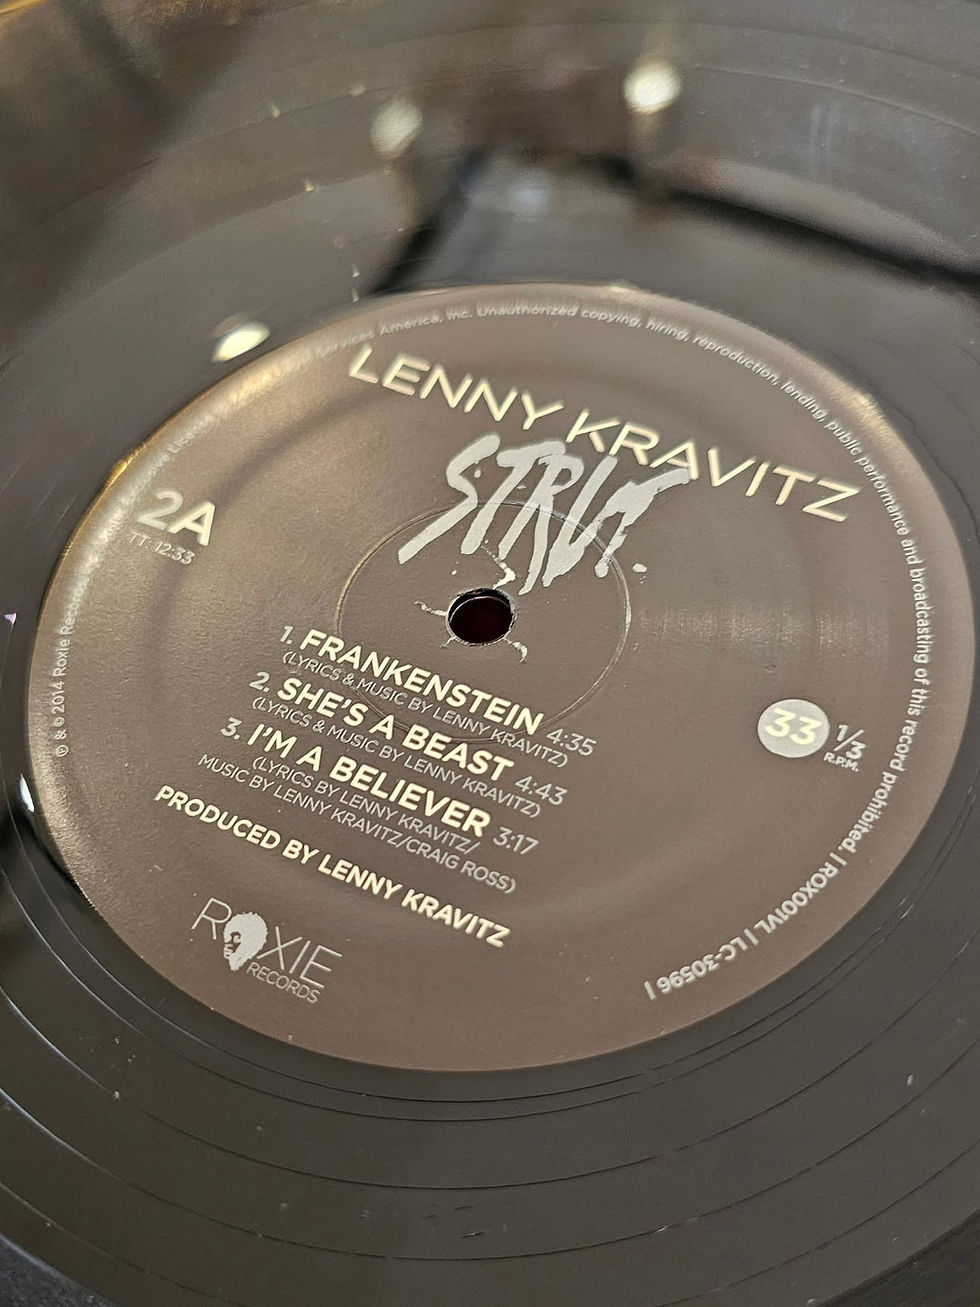 LENNY KRAVITZ
STRUT
2A
TT: 12:33
1. FRANKENSTEIN 4:35
(LYRICS & MUSIC BY LENNY KRAVITZ)
2. SHE'S A BEAST 4:43
(LYRICS & MUSIC BY LENNY KRAVITZ)
3. I'M A BELIEVER 3:17
(LYRICS BY LENNY KRAVITZ/
MUSIC BY LENNY KRAVITZ/CRAIG ROSS)
PRODUCED BY LENNY KRAVITZ
33 1/3
R.P.M.
ROXIE
RECORDS
℗ & © 2014 Roxie Records Services America, Inc. Unauthorized copying, hiring, reproduction, lending, public performance and broadcasting of this record prohibited. | ROX001VL | LC-30596 |